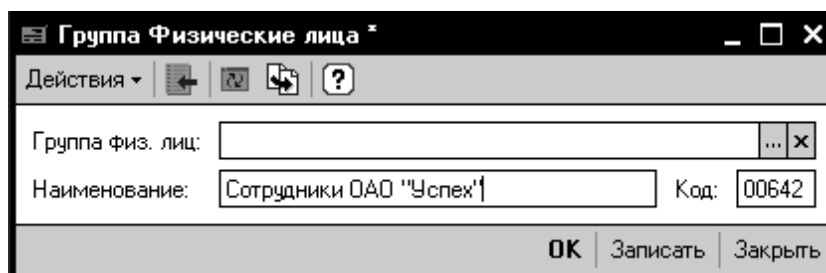 Группа Физические лица *
Действия
Группа физ. лиц:
Наименование: Сотрудники ОАО "Успех" Код: 00642
OK Записать Закрыть